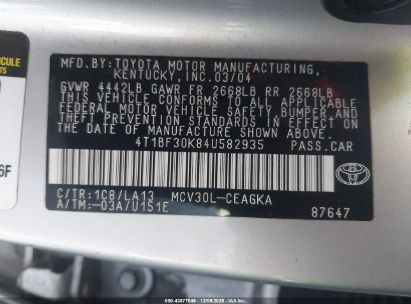 MFD.BY:TOYOTA MOTOR MANUFACTURING,
KENTUCKY, INC.03/04
GVWR 4442LB GAWR FR 2668LB RR 2668LB
THIS VEHICLE CONFORMS TO ALL APPLICABLE
FEDERAL MOTOR VEHICLE SAFETY BUMPER, AND
THEFT PREVENTION STANDARDS IN EFFECT ON
THE DATE OF MANUFACTURE SHOWN ABOVE.
4T1BF30K84U582935 PASS.CAR
C/TR:1C8/LA13 MCV30L-CEAGKA
A/TM:-03A/U151E 87647
TOYOTA